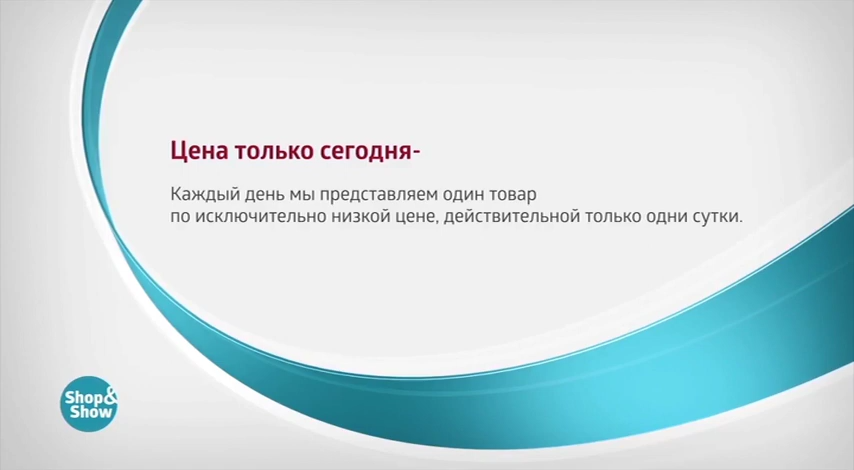 Цена только сегодня-
Каждый день мы представляем один товар
по исключительно низкой цене, действительной только одни сутки.
Shop&
Show